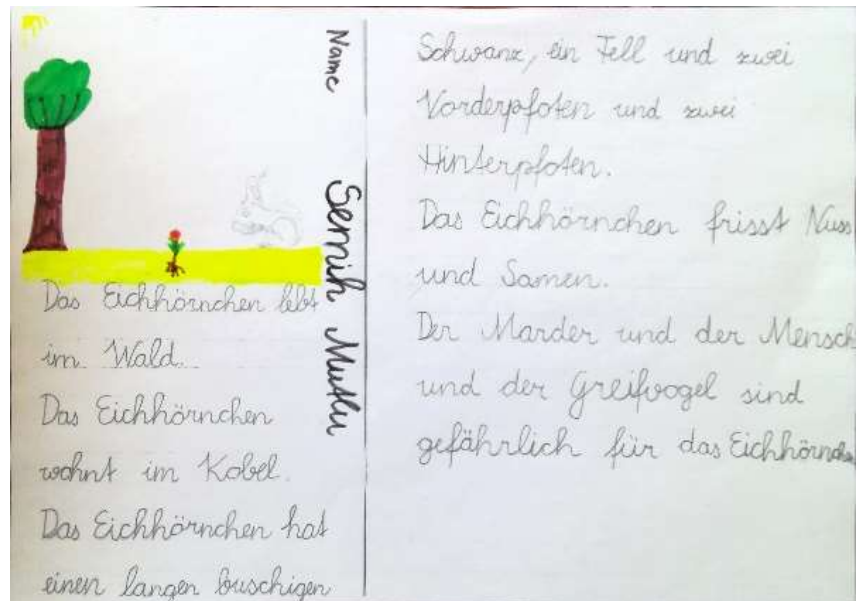 Das Eichhörnchen lebt
im Wald.
Das Eichhörnchen
wohnt im Kobel.
Das Eichhörnchen hat
einen langen buschigen
Name Semih Mutlu
Schwanz, ein Fell und zwei
Vorderpfoten und zwei
Hinterpfoten.
Das Eichhörnchen frisst Nuss
und Samen.
Der Marder und der Mensch
und der Greifvogel sind
gefährlich für das Eichhörnchen